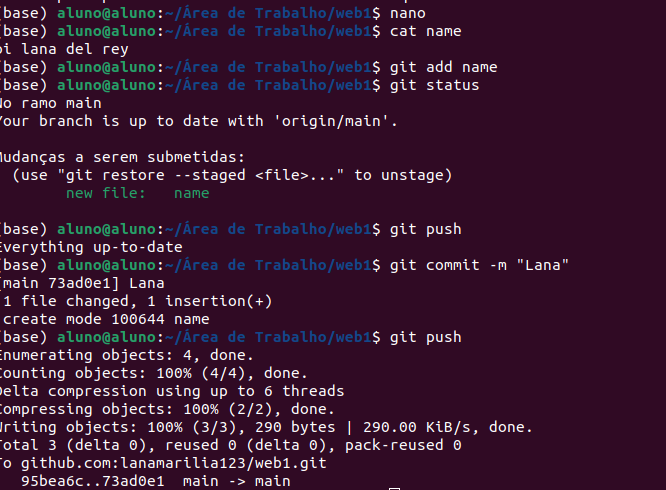 (base) aluno@aluno:~/Área de Trabalho/web1$ nano
(base) aluno@aluno:~/Área de Trabalho/web1$ cat name
oi lana del rey
(base) aluno@aluno:~/Área de Trabalho/web1$ git add name
(base) aluno@aluno:~/Área de Trabalho/web1$ git status
No ramo main
Your branch is up to date with 'origin/main'.
Mudanças a serem submetidas:
(use "git restore --staged <file>..." to unstage)
new file:   name
(base) aluno@aluno:~/Área de Trabalho/web1$ git push
Everything up-to-date
(base) aluno@aluno:~/Área de Trabalho/web1$ git commit -m "Lana"
[main 73ad0e1] Lana
1 file changed, 1 insertion(+)
create mode 100644 name
(base) aluno@aluno:~/Área de Trabalho/web1$ git push
Enumerating objects: 4, done.
Counting objects: 100% (4/4), done.
Delta compression using up to 6 threads
Compressing objects: 100% (2/2), done.
Writing objects: 100% (3/3), 290 bytes | 290.00 KiB/s, done.
Total 3 (delta 0), reused 0 (delta 0), pack-reused 0
To github.com:lanamarilia123/web1.git
95bea6c..73ad0e1  main -> main